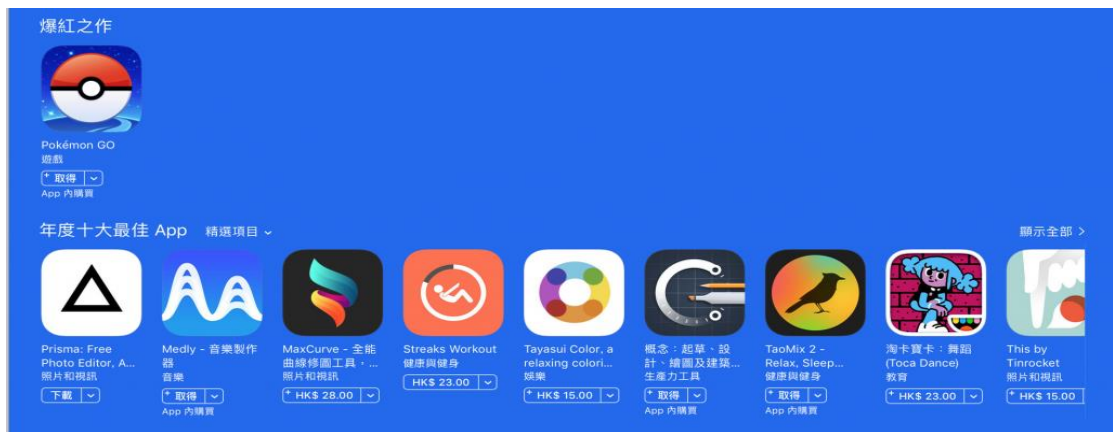 爆紅之作
Pokémon GO
遊戲
+ 取得
App 內購買
年度十大最佳 App 精選項目 顯示全部 >
Prisma: Free
Photo Editor, A...
照片和視訊
下載
Medly - 音樂製作
器
音樂
+ 取得
App 內購買
MaxCurve - 全能
曲線修圖工具，...
照片和視訊
+ HK$ 28.00
Streaks Workout
健康與健身
HK$ 23.00
Tayasui Color, a
relaxing colori...
娛樂
+ HK$ 15.00
概念：起草、設
計、繪圖及建築...
生產力工具
+ 取得
App 內購買
TaoMix 2 -
Relax, Sleep...
健康與健身
+ 取得
App 內購買
淘卡寶卡：舞蹈
(Toca Dance)
教育
+ HK$ 23.00
This by
Tinrocket
照片和視訊
+ HK$ 15.00